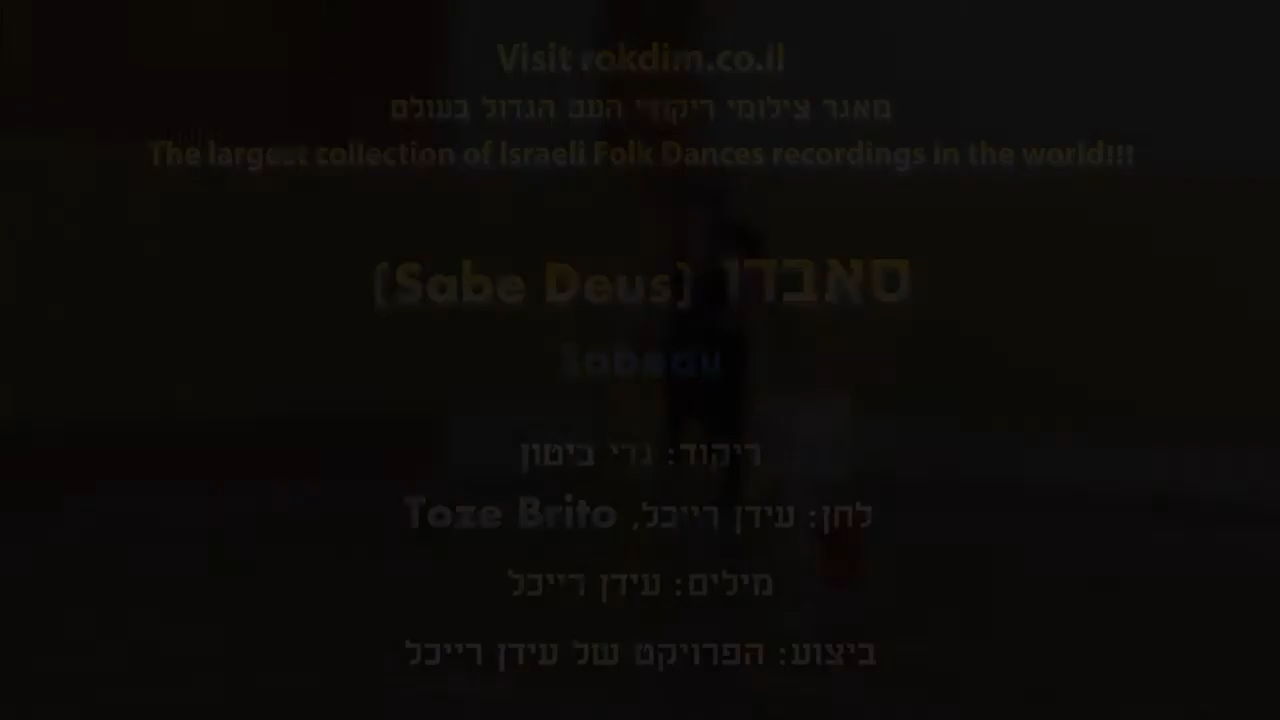 Visit rokdim.co.il
מאגר צילומי ריקודי העם הגדול בעולם
The largest collection of Israeli Folk Dances recordings in the world!!!
סאבדו (Sabe Deus)
ריקוד: גדי ביטון
לחן: עידן רייכל, Toze Brito
מילים: עידן רייכל
ביצוע: הפרויקט של עידן רייכל